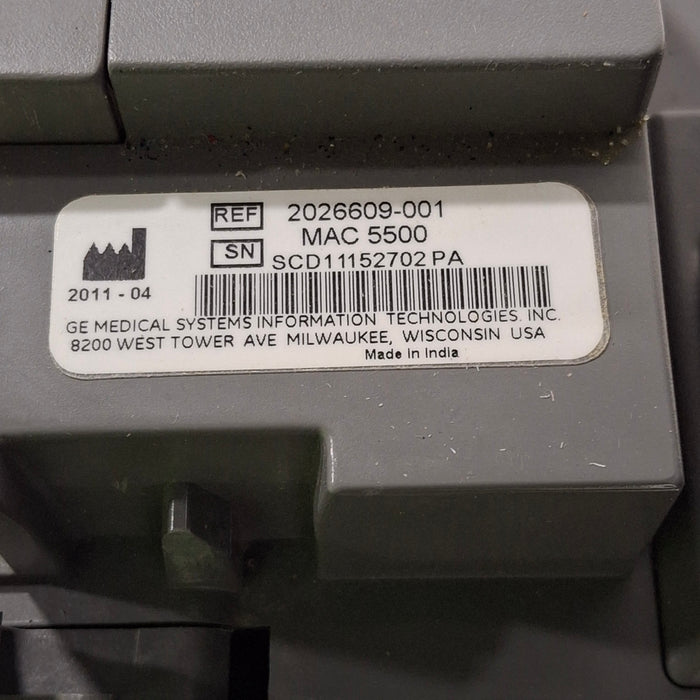 REF 2026609-001
MAC 5500
SN SCD11152702 PA
2011 - 04
GE MEDICAL SYSTEMS INFORMATION TECHNOLOGIES. INC.
8200 WEST TOWER AVE MILWAUKEE, WISCONSIN USA
Made in India